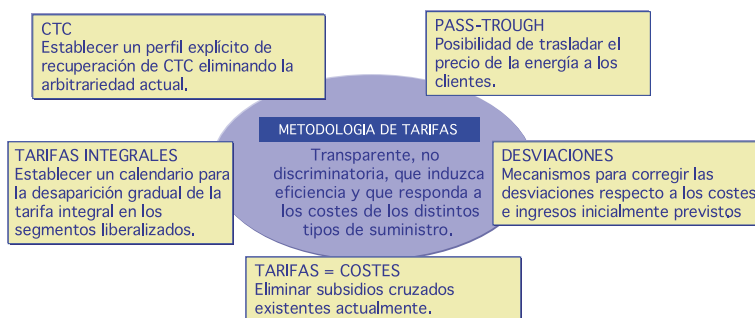 CTC
Establecer un perfil explícito de
recuperación de CTC eliminando la
arbitrariedad actual.
PASS-TROUGH
Posibilidad de trasladar el
precio de la energía a los
clientes.
METODOLOGIA DE TARIFAS
Transparente, no
discriminatoria, que induzca
eficiencia y que responda a
los costes de los distintos
tipos de suministro.
TARIFAS INTEGRALES
Establecer un calendario para
la desaparición gradual de la
tarifa integral en los
segmentos liberalizados.
DESVIACIONES
Mecanismos para corregir las
desviaciones respecto a los costes
e ingresos inicialmente previstos
TARIFAS = COSTES
Eliminar subsidios cruzados
existentes actualmente.